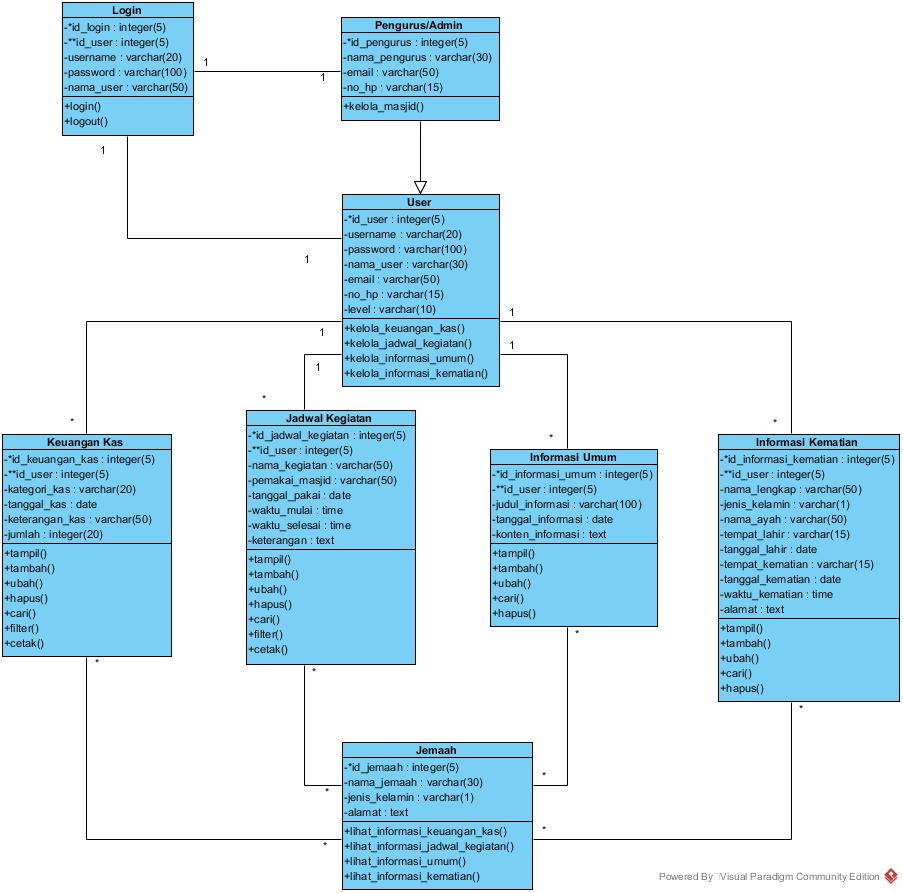 Login
-*id_login : integer(5)
-**id_user : integer(5)
-username : varchar(20)
-password : varchar(100)
-nama_user : varchar(50)
+login()
+logout()
Pengurus/Admin
-*id_pengurus : integer(5)
-nama_pengurus : varchar(30)
-email : varchar(50)
-no_hp : varchar(15)
+kelola_masjid()
1
1
1
1
User
-*id_user : integer(5)
-username : varchar(20)
-password : varchar(100)
-nama_user : varchar(30)
-email : varchar(50)
-no_hp : varchar(15)
-level : varchar(10)
+kelola_keuangan_kas()
+kelola_jadwal_kegiatan()
+kelola_informasi_umum()
+kelola_informasi_kematian()
1
1
1
1
*
*
*
*
Keuangan Kas
-*id_keuangan_kas : integer(5)
-**id_user : integer(5)
-kategori_kas : varchar(20)
-tanggal_kas : date
-keterangan_kas : varchar(50)
-jumlah : integer(20)
+tampil()
+tambah()
+ubah()
+hapus()
+cari()
+filter()
+cetak()
Jadwal Kegiatan
-*id_jadwal_kegiatan : integer(5)
-**id_user : integer(5)
-nama_kegiatan : varchar(50)
-pemakai_masjid : varchar(50)
-tanggal_pakai : date
-waktu_mulai : time
-waktu_selesai : time
-keterangan : text
+tampil()
+tambah()
+ubah()
+hapus()
+cari()
+filter()
+cetak()
Informasi Umum
-*id_informasi_umum : integer(5)
-**id_user : integer(5)
-judul_informasi : varchar(100)
-tanggal_informasi : date
-konten_informasi : text
+tampil()
+tambah()
+ubah()
+cari()
+hapus()
Informasi Kematian
-*id_informasi_kematian : integer(5)
-**id_user : integer(5)
-nama_lengkap : varchar(50)
-jenis_kelamin : varchar(1)
-nama_ayah : varchar(50)
-tempat_lahir : varchar(15)
-tanggal_lahir : date
-tempat_kematian : varchar(15)
-tanggal_kematian : date
-waktu_kematian : time
-alamat : text
+tampil()
+tambah()
+ubah()
+cari()
+hapus()
*
*
*
*
Jemaah
-*id_jemaah : integer(5)
-nama_jemaah : varchar(30)
-jenis_kelamin : varchar(1)
-alamat : text
+lihat_informasi_keuangan_kas()
+lihat_informasi_jadwal_kegiatan()
+lihat_informasi_umum()
+lihat_informasi_kematian()
*
*
*
*
Powered By Visual Paradigm Community Edition